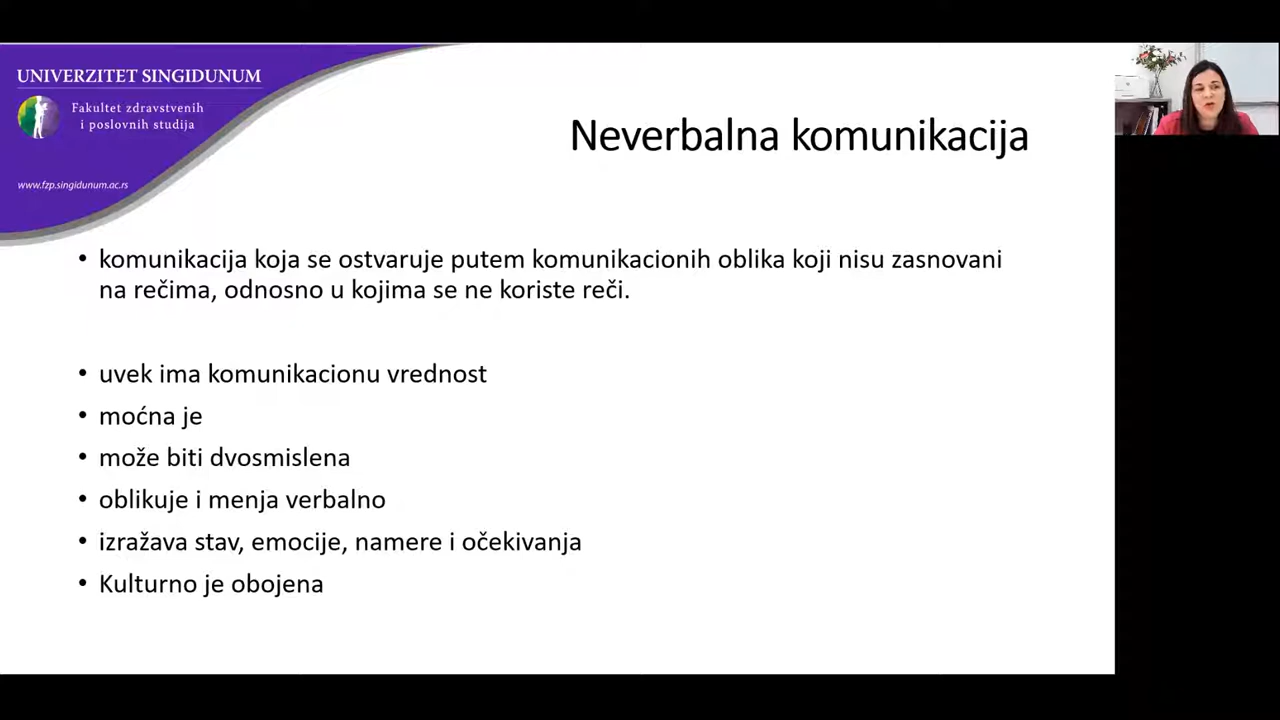 UNIVERZITET SINGIDUNUM
Fakultet zdravstvenih
i poslovnih studija
www.fzp.singidunum.ac.rs
Neverbalna komunikacija
• komunikacija koja se ostvaruje putem komunikacionih oblika koji nisu zasnovani
na rečima, odnosno u kojima se ne koriste reči.
• uvek ima komunikacionu vrednost
• moćna je
• može biti dvosmislena
• oblikuje i menja verbalno
• izražava stav, emocije, namere i očekivanja
• Kulturno je obojena